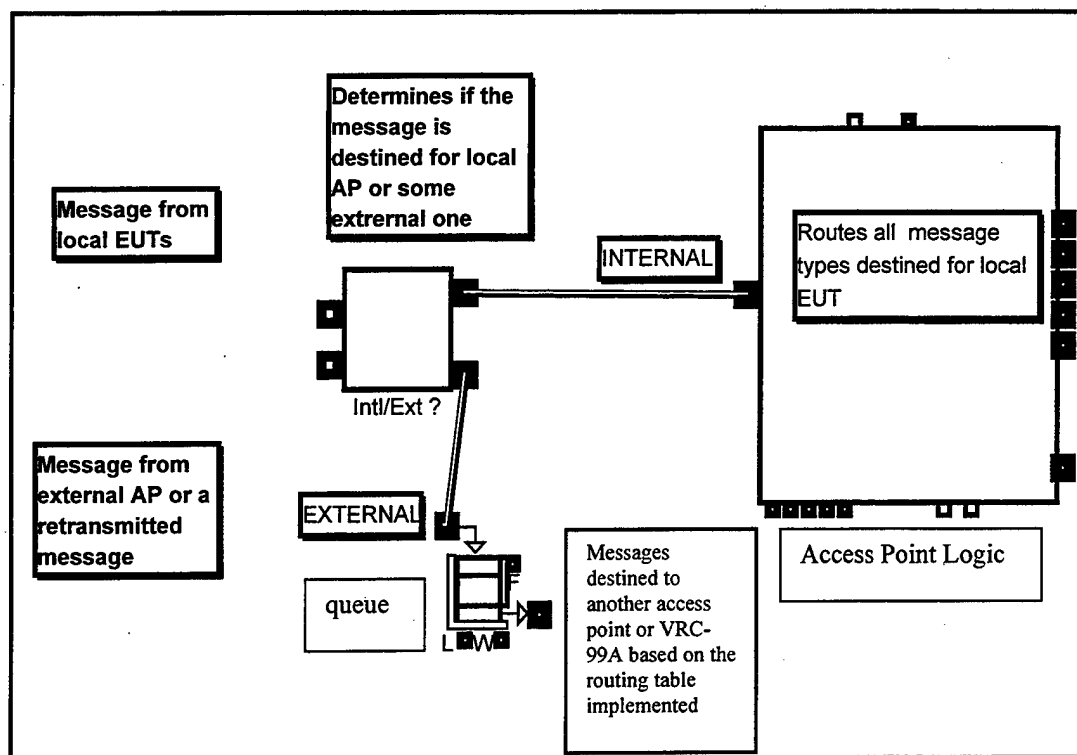 Determines if the
message is
destined for local
AP or some
extrernal one
Message from
local EUTs
INTERNAL
Routes all message
types destined for local
EUT
Intl/Ext ?
Message from
external AP or a
retransmitted
message
EXTERNAL
queue
F
L W
Messages
destined to
another access
point or VRC-
99A based on the
routing table
implemented
Access Point Logic